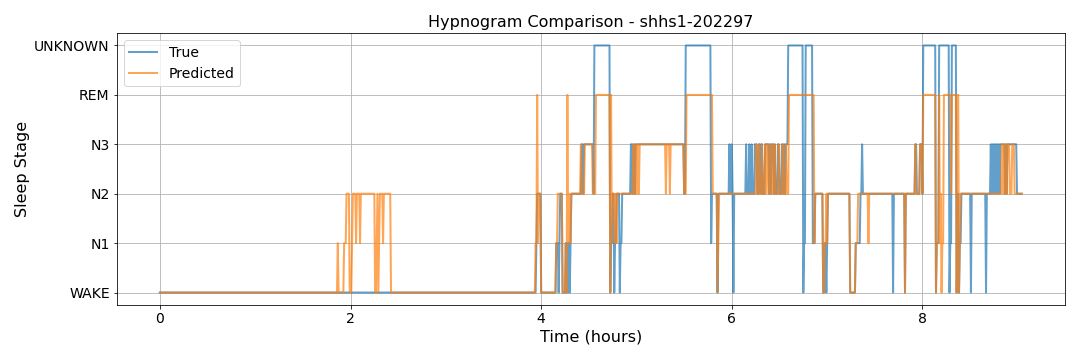 Hypnogram Comparison - shhs1-202297
True
Predicted
UNKNOWN
REM
N3
N2
N1
WAKE
Sleep Stage
0 2 4 6 8
Time (hours)